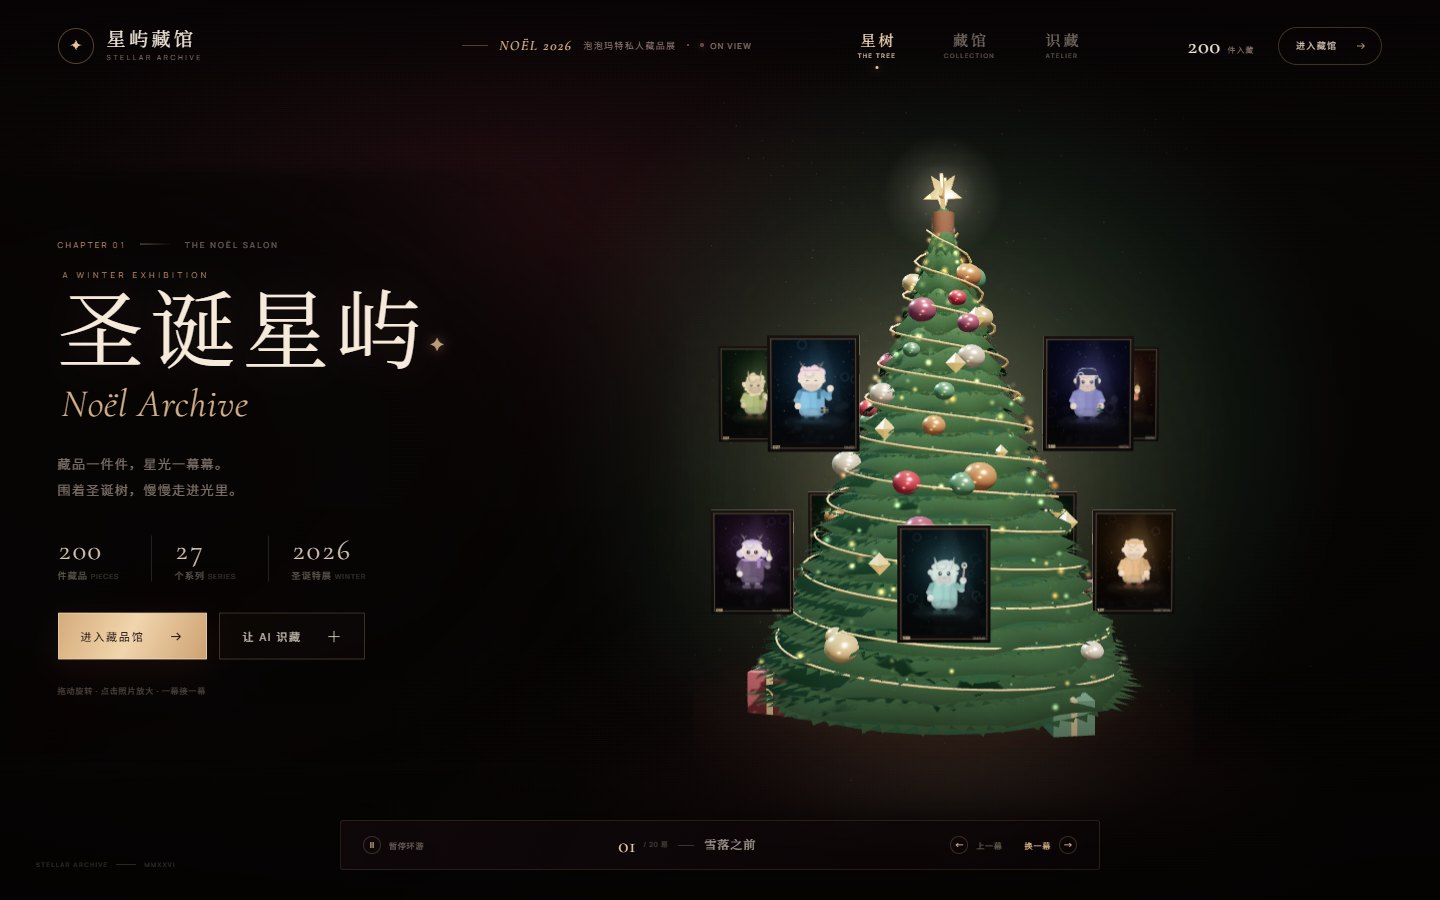 星屿藏馆
STELLAR ARCHIVE
NOËL 2026 泡泡玛特私人藏品展 · ON VIEW
星树
THE TREE
藏馆
COLLECTION
识藏
ATELIER
200 件入藏
进入藏馆 →
CHAPTER 01 THE NOËL SALON
A WINTER EXHIBITION
圣诞星屿
Noël Archive
藏品一件件，星光一幕幕。
围着圣诞树，慢慢走进光里。
200
件藏品 PIECES
27
个系列 SERIES
2026
圣诞特展 WINTER
进入藏品馆 →
让 AI 识藏 +
拖动旋转 · 点击照片放大 · 一幕接一幕
暂停环游
01 / 20 幕 — 雪落之前
← 上一幕
换一幕 →
STELLAR ARCHIVE — MMXXVI